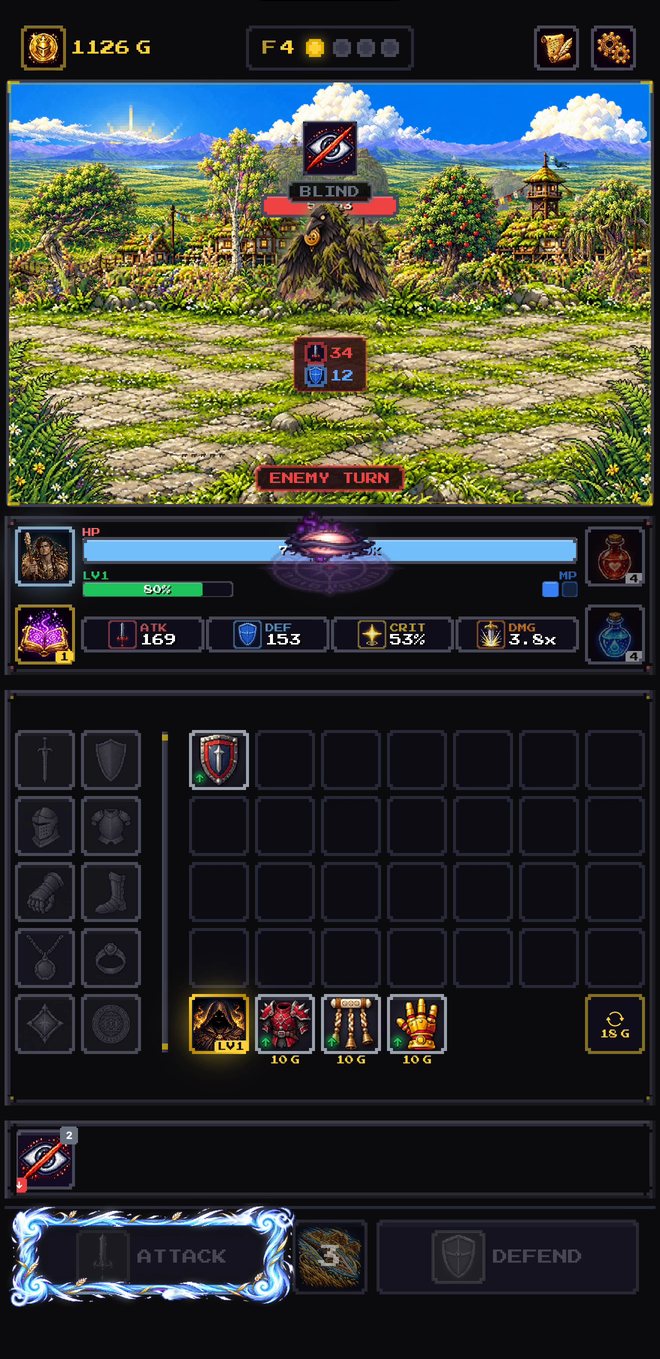 1126 G
F4
BLIND
34
12
ENEMY TURN
HP
LV1
80%
MP
4
1
ATK
169
DEF
153
CRIT
53%
DMG
3.8x
4
LV1
10 G
10 G
10 G
18 G
2
ATTACK
3
DEFEND